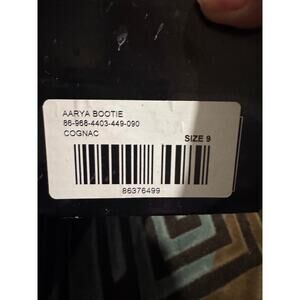 AARYA BOOTIE
86-968-4403-449-090
COGNAC
SIZE 9
86376499